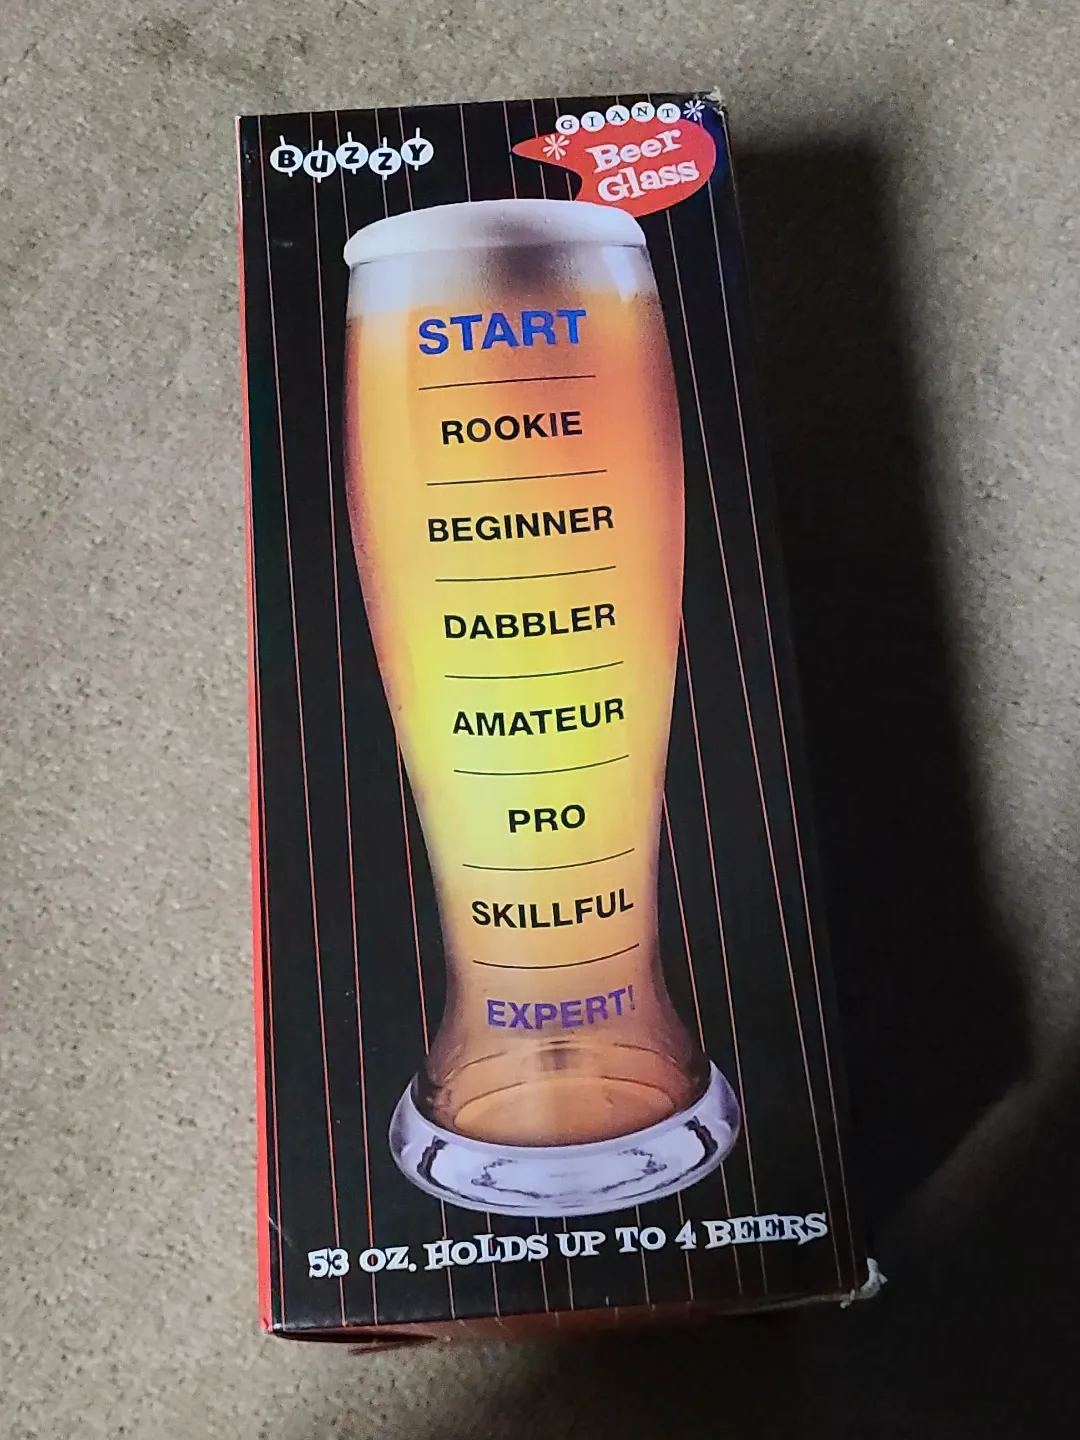 BUZZY
GIANT
Beer
Glass
START
ROOKIE
BEGINNER
DABBLER
AMATEUR
PRO
SKILLFUL
EXPERT!
53 OZ. HOLDS UP TO 4 BEERS